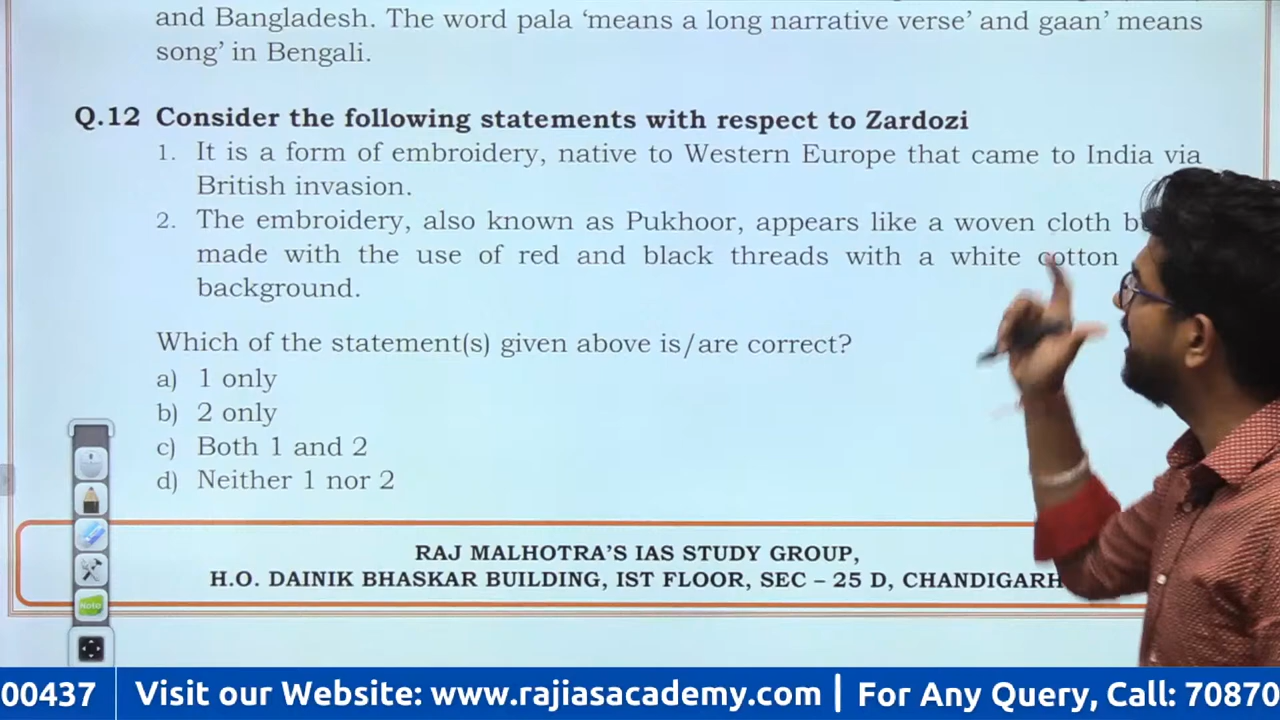 and Bangladesh. The word pala ‘means a long narrative verse’ and gaan’ means
song’ in Bengali.
Q.12 Consider the following statements with respect to Zardozi
1. It is a form of embroidery, native to Western Europe that came to India via
British invasion.
2. The embroidery, also known as Pukhoor, appears like a woven cloth
made with the use of red and black threads with a white cotton
background.
Which of the statement(s) given above is/are correct?
a) 1 only
b) 2 only
c) Both 1 and 2
d) Neither 1 nor 2
Note
RAJ MALHOTRA’S IAS STUDY GROUP,
H.O. DAINIK BHASKAR BUILDING, IST FLOOR, SEC – 25 D, CHANDIGARH
00437 Visit our Website: www.rajiasacademy.com | For Any Query, Call: 70870